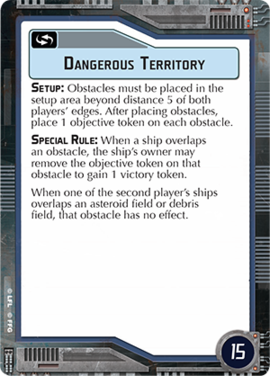 DANGEROUS TERRITORY
SETUP: Obstacles must be placed in the
setup area beyond distance 5 of both
players’ edges. After placing obstacles,
place 1 objective token on each obstacle.
SPECIAL RULE: When a ship overlaps
an obstacle, the ship’s owner may
remove the objective token on that
obstacle to gain 1 victory token.
When one of the second player’s ships
overlaps an asteroid field or debris
field, that obstacle has no effect.
© LFL © FFG
15